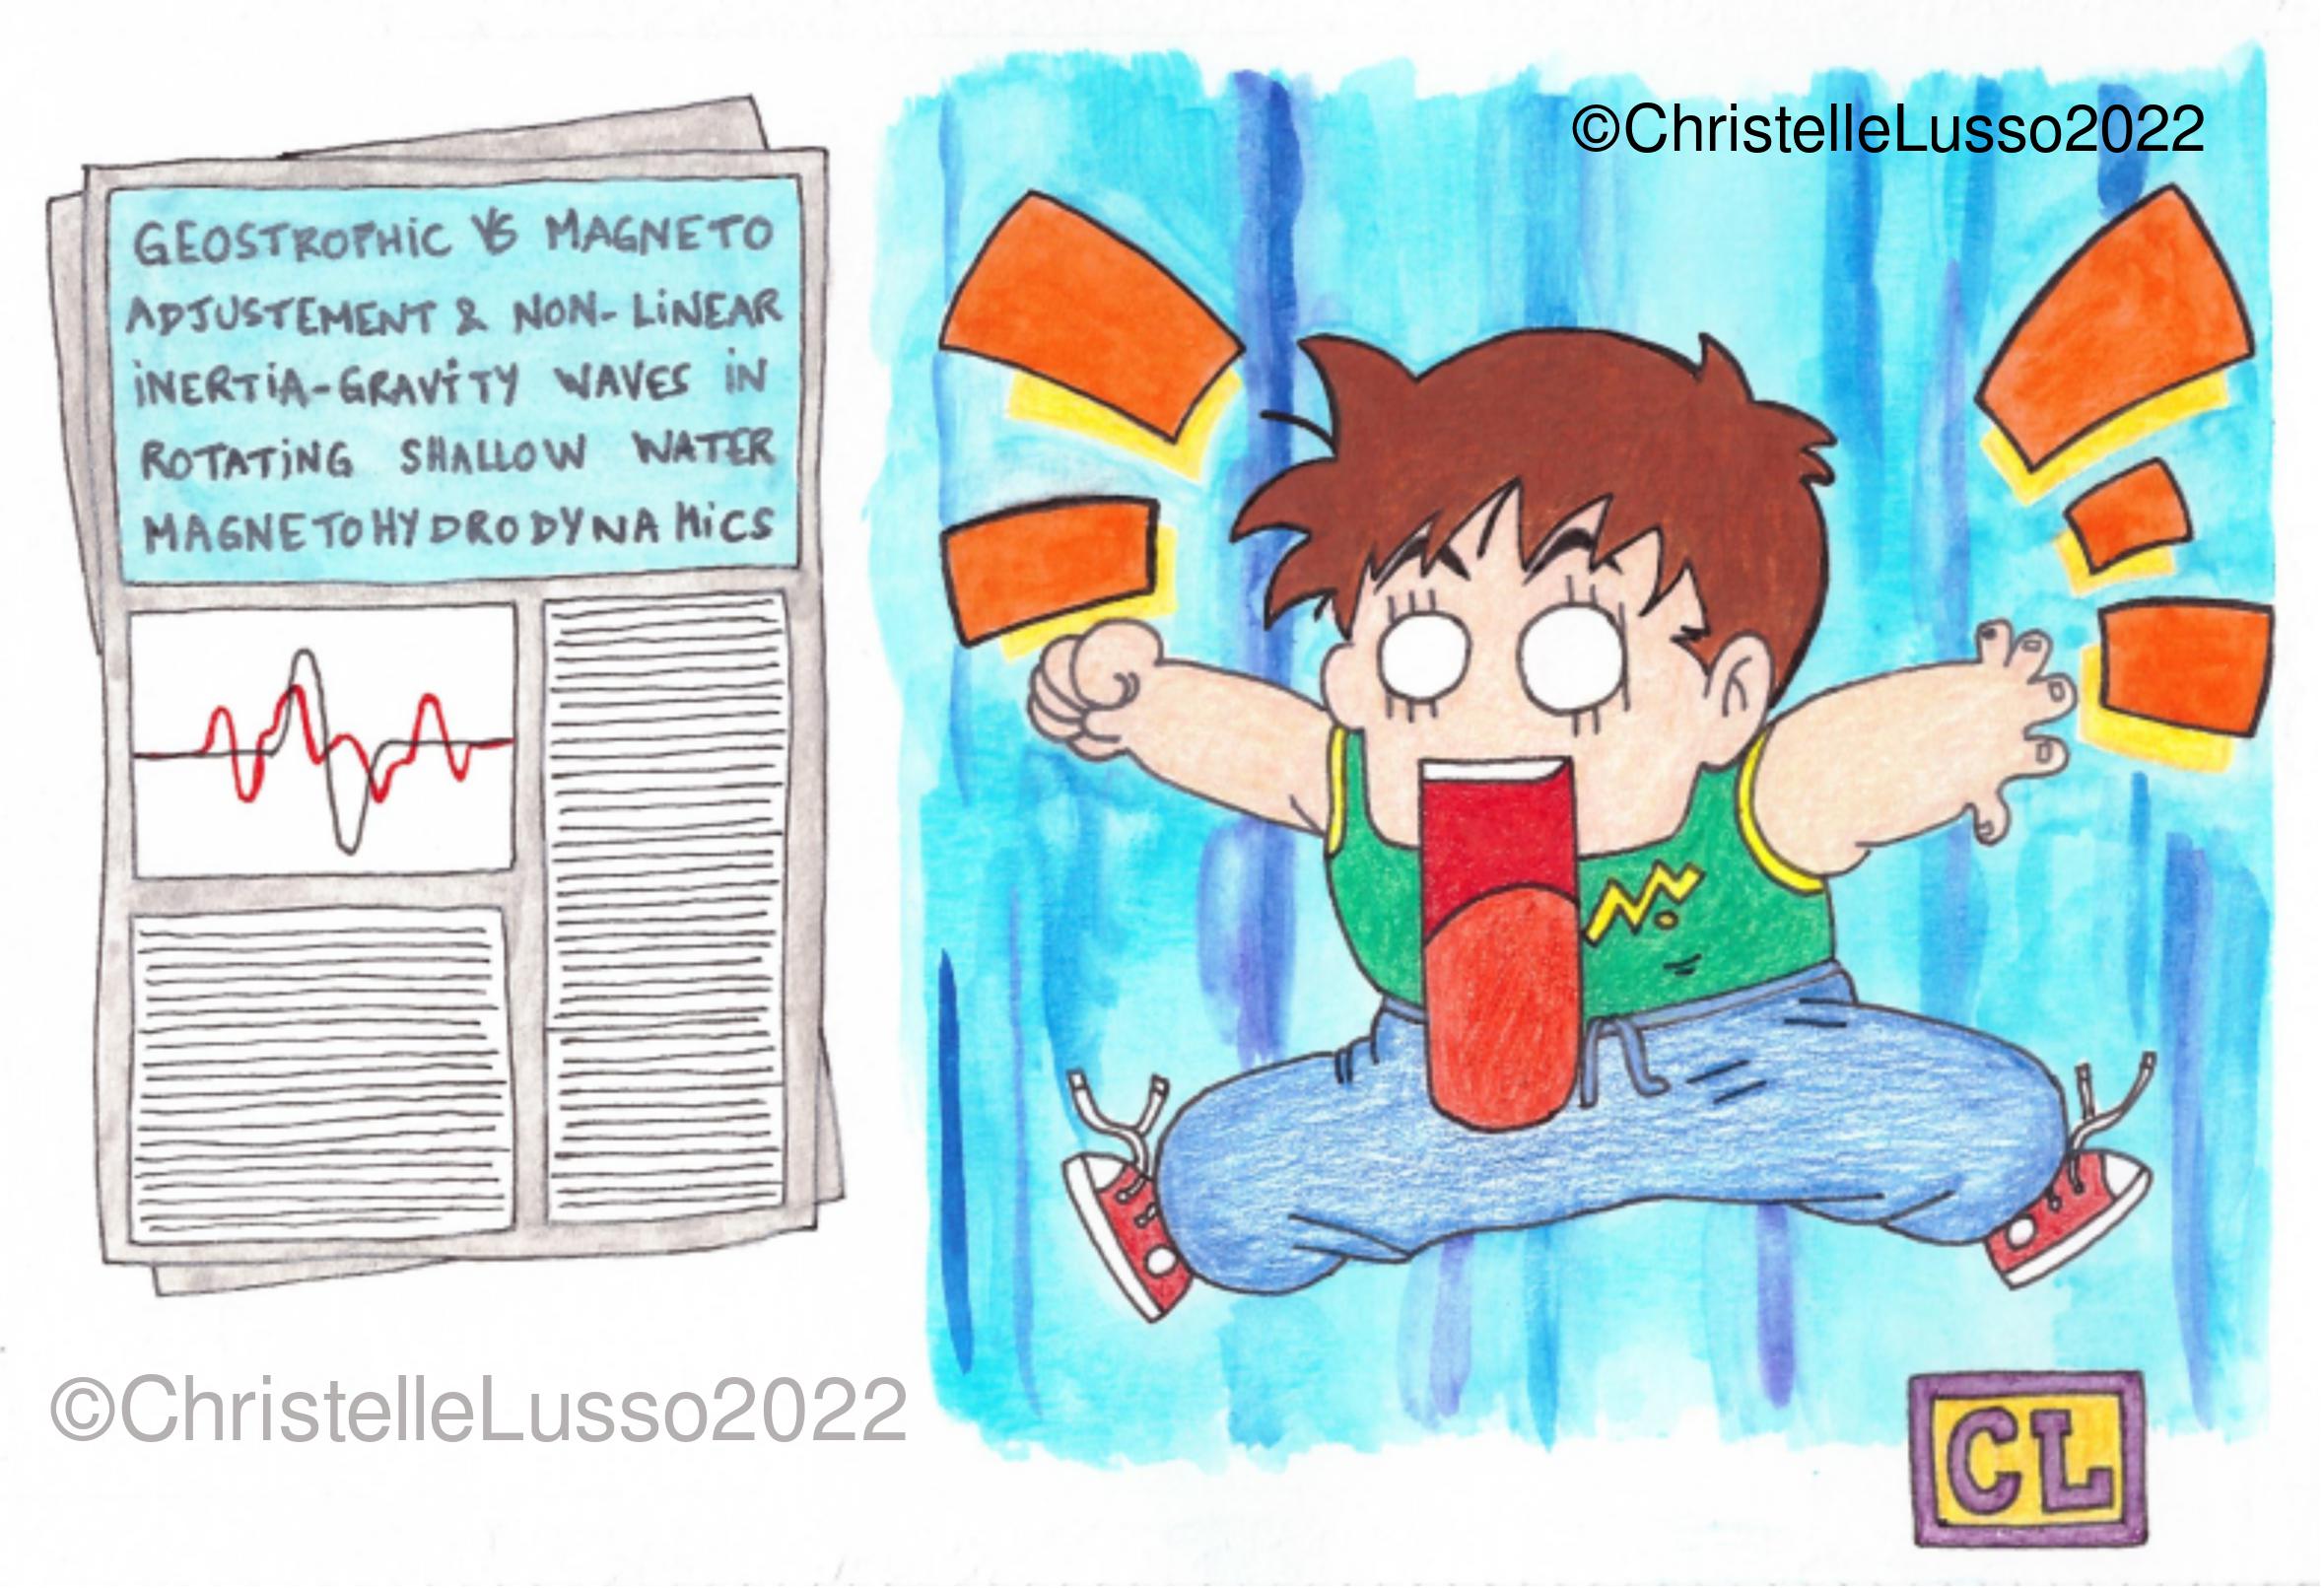 ©ChristelleLusso2022
GEOSTROPHIC VS MAGNETO
ADJUSTEMENT & NON-LINEAR
INERTIA-GRAVITY WAVES IN
ROTATING SHALLOW WATER
MAGNETOHYDRODYNAMICS
©ChristelleLusso2022
CL